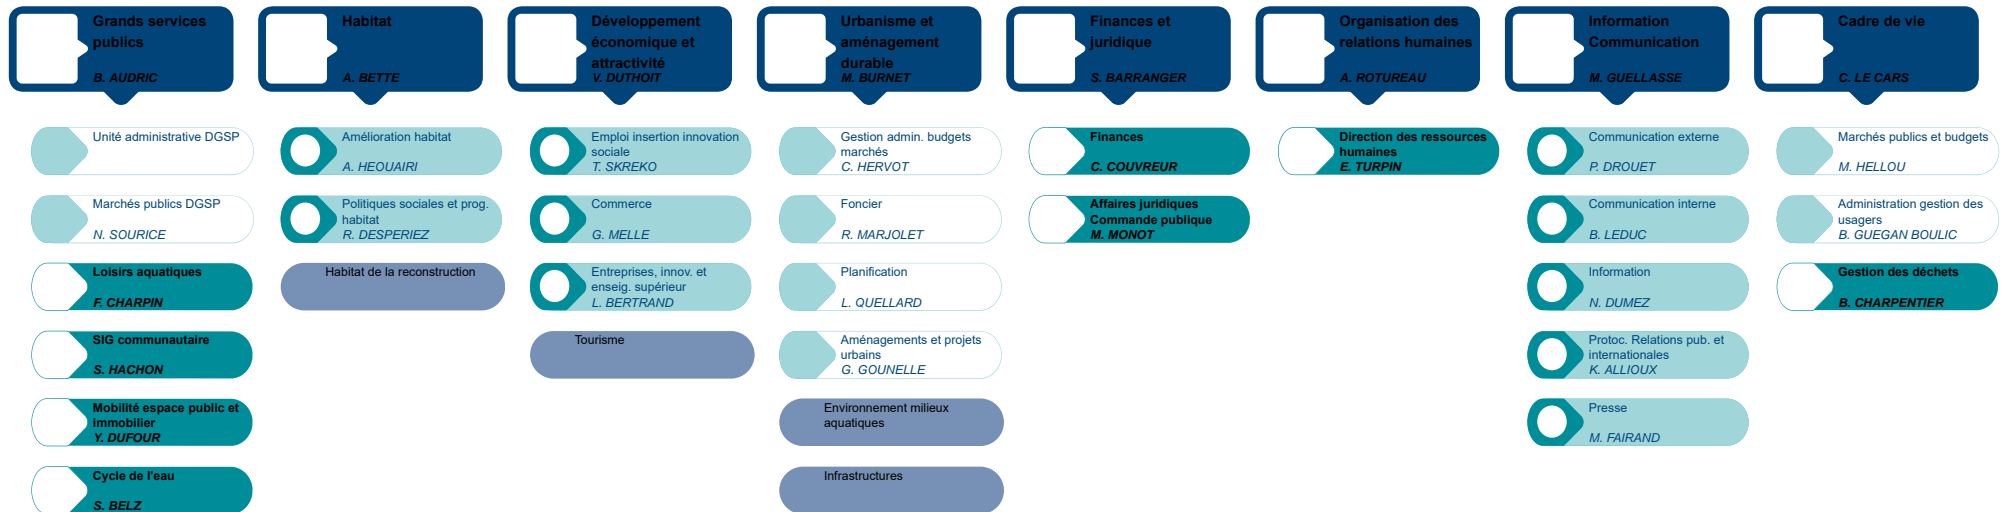 Grands services
publics
B. AUDRIC
Unité administrative DGSP
Marchés publics DGSP
N. SOURICE
Loisirs aquatiques
F. CHARPIN
SIG communautaire
S. HACHON
Mobilité espace public et
immobilier
Y. DUFOUR
Cycle de l'eau
S. BELZ
Habitat
A. BETTE
Amélioration habitat
A. HEOUAIRI
Politiques sociales et prog.
habitat
R. DESPERIEZ
Habitat de la reconstruction
Développement
économique et
attractivité
V. DUTHOIT
Emploi insertion innovation
sociale
T. SKREKO
Commerce
G. MELLE
Entreprises, innov. et
enseig. supérieur
L. BERTRAND
Tourisme
Urbanisme et
aménagement
durable
M. BURNET
Gestion admin. budgets
marchés
C. HERVOT
Foncier
R. MARJOLET
Planification
L. QUELLARD
Aménagements et projets
urbains
G. GOUNELLE
Environnement milieux
aquatiques
Infrastructures
Finances et
juridique
S. BARRANGER
Finances
C. COUVREUR
Affaires juridiques
Commande publique
M. MONOT
Organisation des
relations humaines
A. ROTUREAU
Direction des ressources
humaines
E. TURPIN
Information
Communication
M. GUELLASSE
Communication externe
P. DROUET
Communication interne
B. LEDUC
Information
N. DUMEZ
Protoc. Relations pub. et
internationales
K. ALLIOUX
Presse
M. FAIRAND
Cadre de vie
C. LE CARS
Marchés publics et budgets
M. HELLOU
Administration gestion des
usagers
B. GUEGAN BOULIC
Gestion des déchets
B. CHARPENTIER